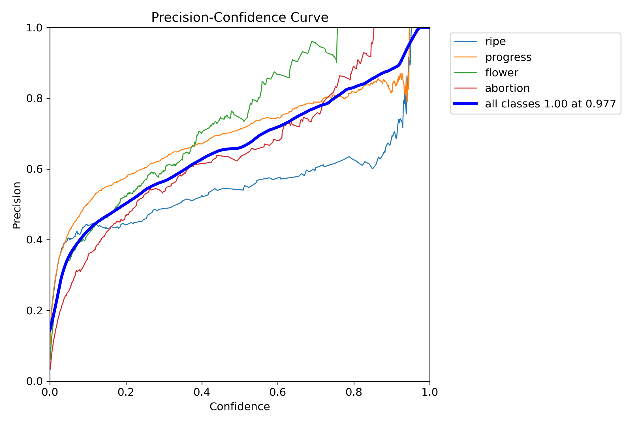 Precision-Confidence Curve
ripe
progress
flower
abortion
all classes 1.00 at 0.977
Precision
1.0
0.8
0.6
0.4
0.2
0.0
0.0 0.2 0.4 0.6 0.8 1.0
Confidence